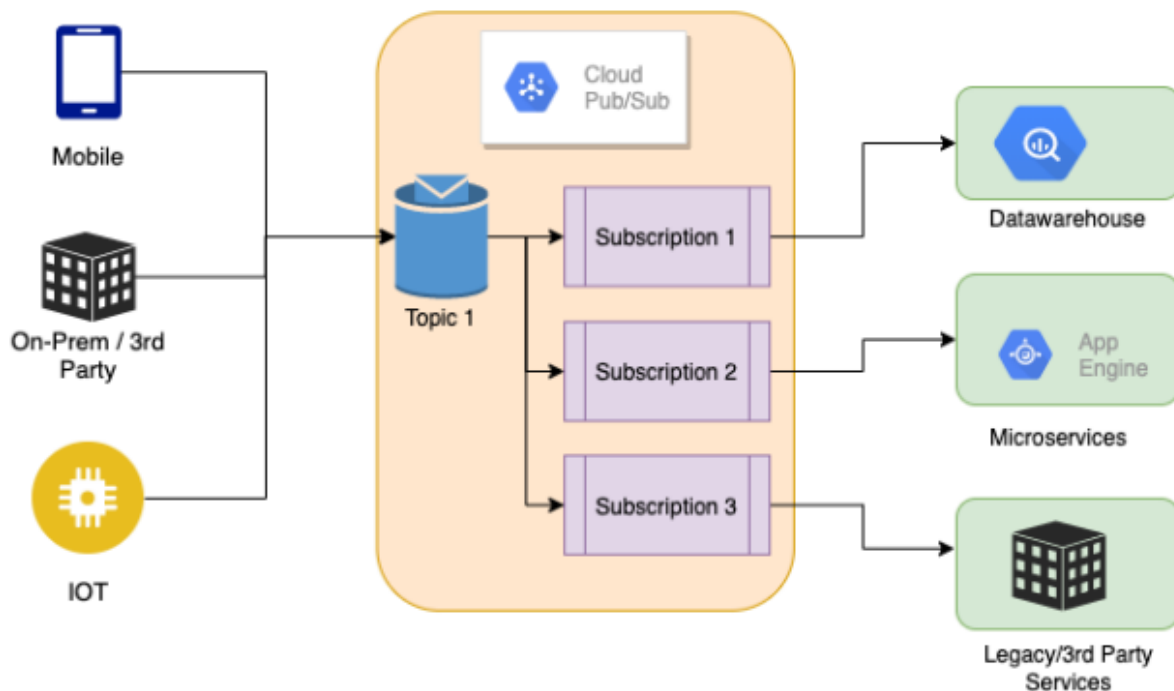 Mobile
On-Prem / 3rd
Party
IOT
Cloud
Pub/Sub
Topic 1
Subscription 1
Subscription 2
Subscription 3
Datawarehouse
App
Engine
Microservices
Legacy/3rd Party
Services